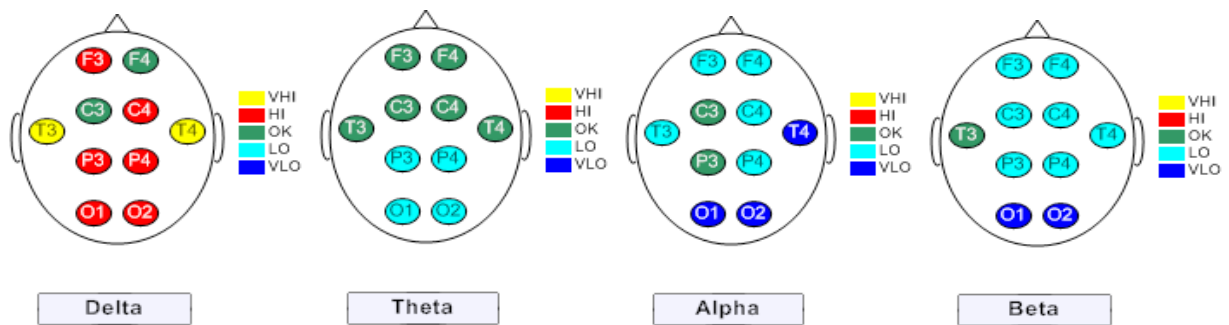 F3 F4
C3 C4
T3 T4
P3 P4
O1 O2
VHI
HI
OK
LO
VLO
Delta
F3 F4
C3 C4
T3 T4
P3 P4
O1 O2
VHI
HI
OK
LO
VLO
Theta
F3 F4
C3 C4
T3 T4
P3 P4
O1 O2
VHI
HI
OK
LO
VLO
Alpha
F3 F4
C3 C4
T3 T4
P3 P4
O1 O2
VHI
HI
OK
LO
VLO
Beta